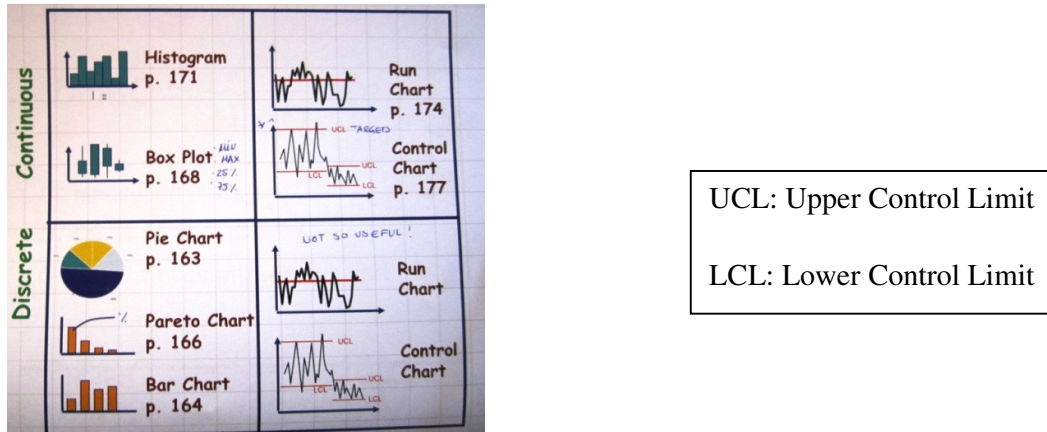 Continuous
Histogram
p. 171
Box Plot
p. 168
MIN
MAX
25%
75%
Run
Chart
p. 174
UCL TARGETS
Control
Chart
p. 177
UCL
LCL
LCL
Discrete
Pie Chart
p. 163
Pareto Chart
p. 166
%
Bar Chart
p. 164
NOT SO USEFUL!
Run
Chart
UCL
Control
Chart
UCL
LCL
LCL
UCL: Upper Control Limit
LCL: Lower Control Limit